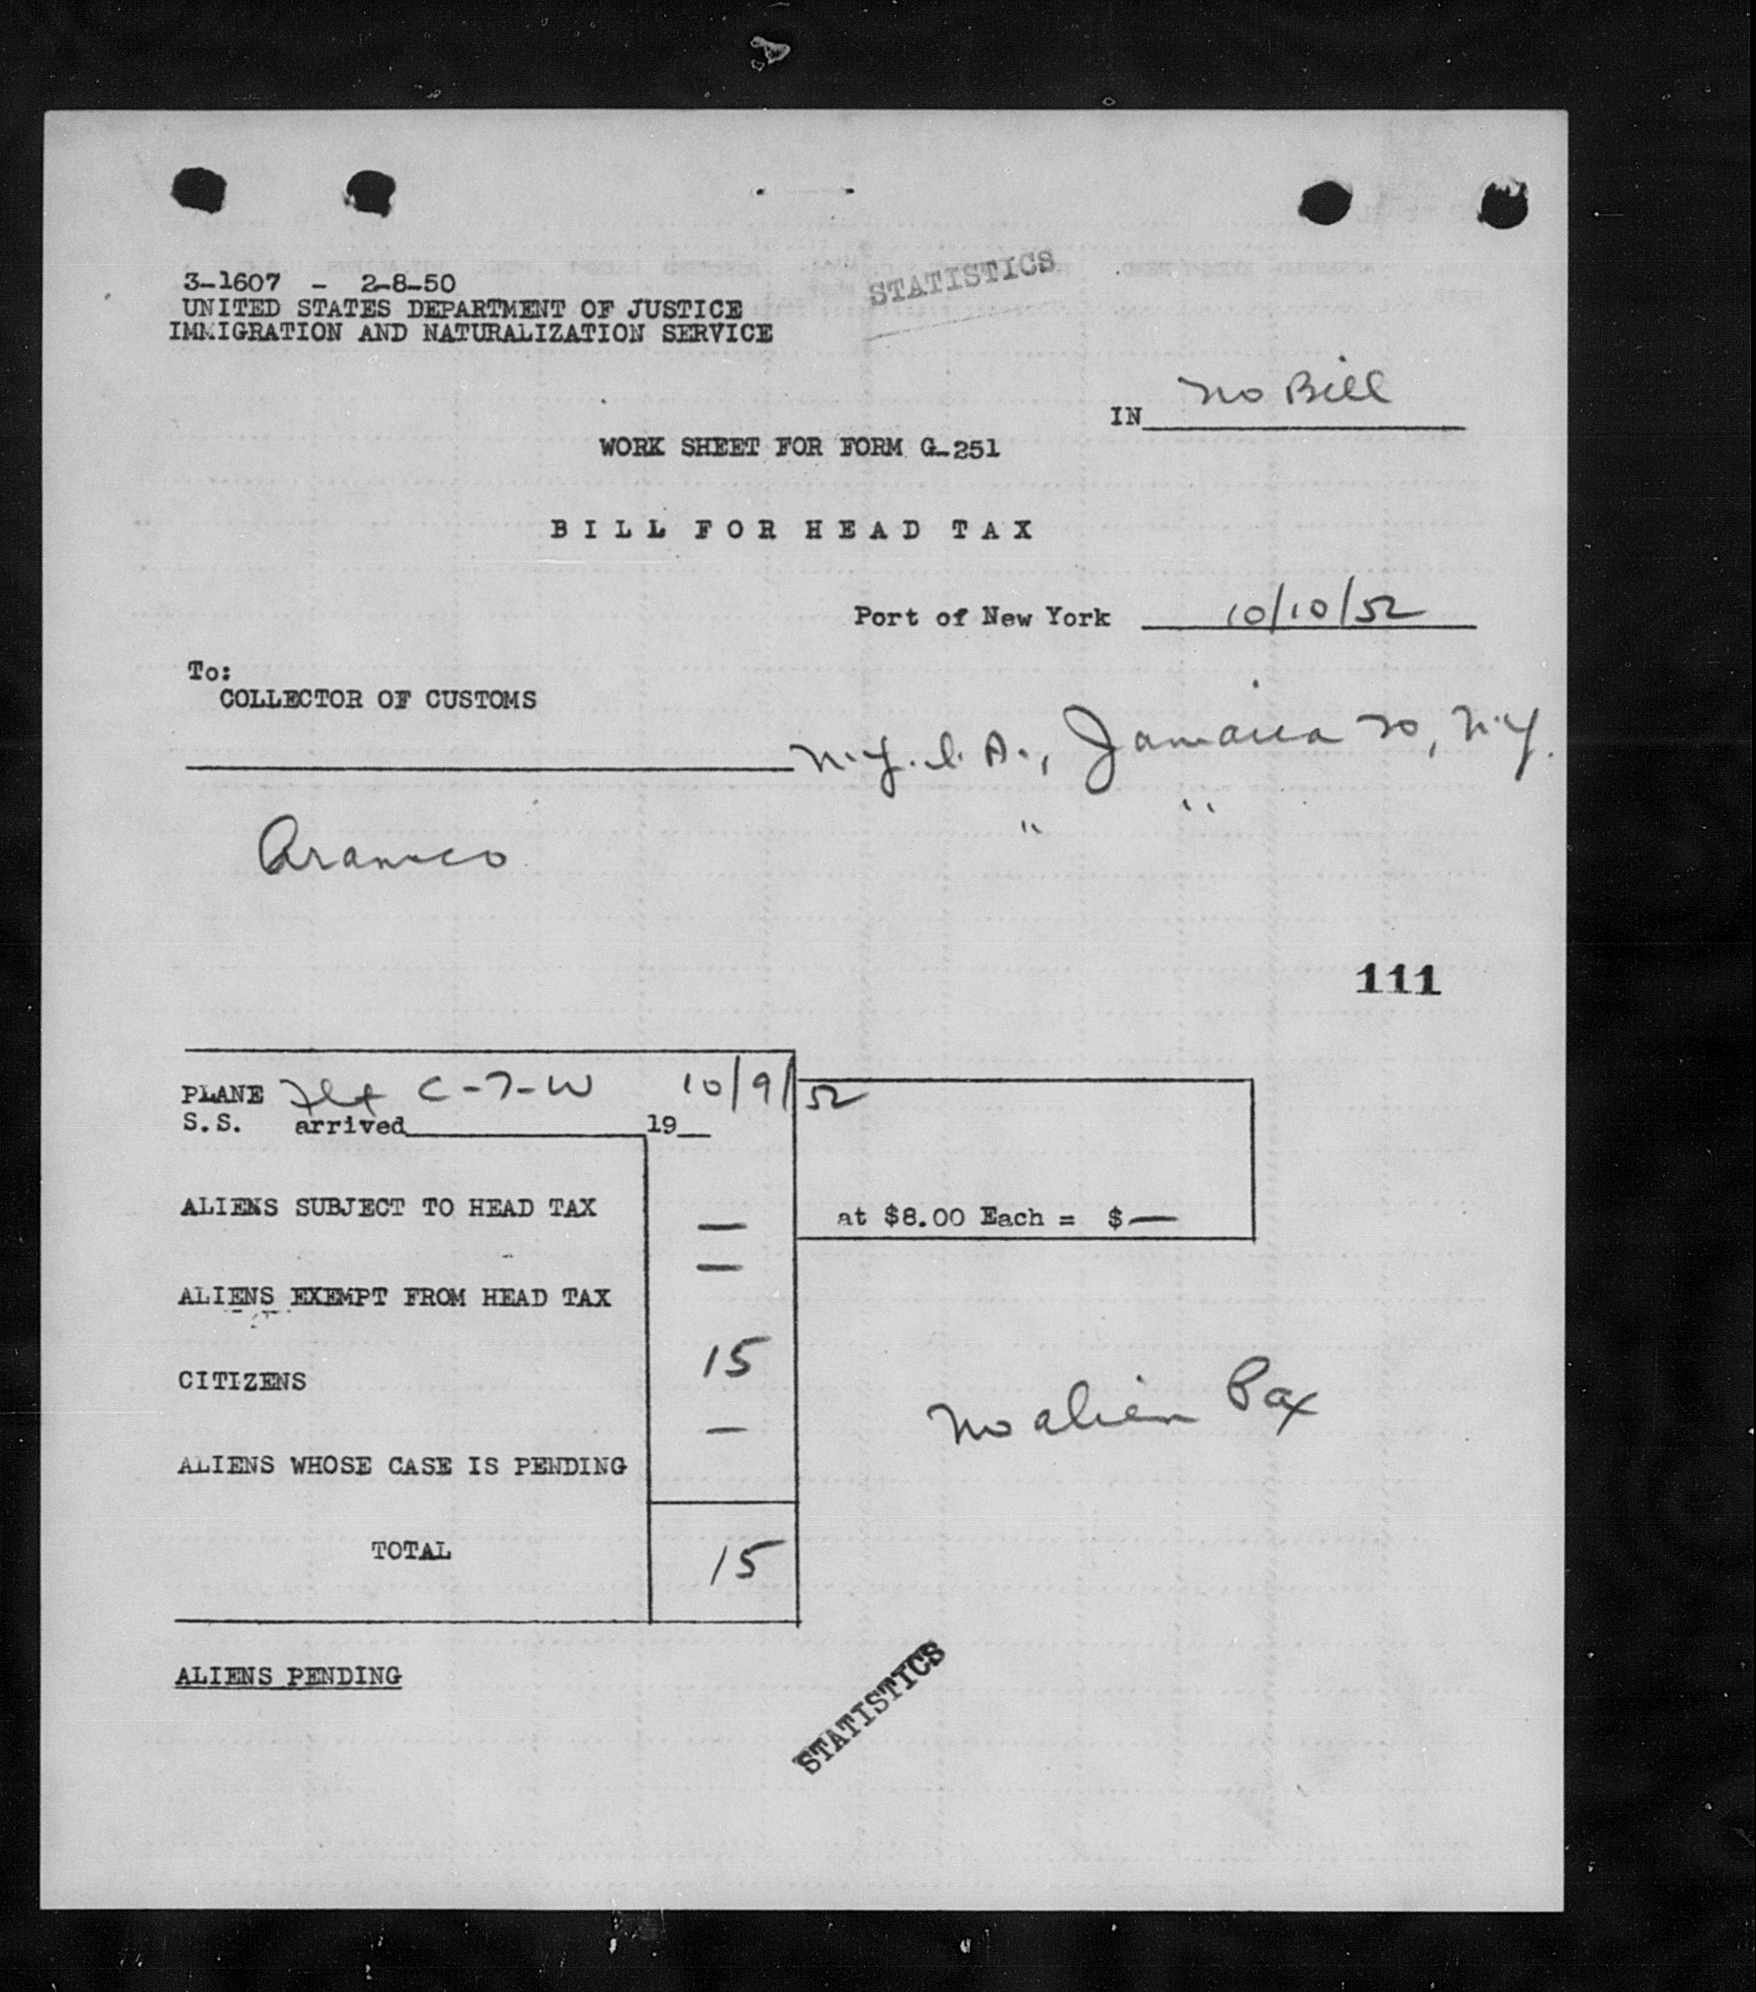 3-1607 - 2-8-50
UNITED STATES DEPARTMENT OF JUSTICE
IMMIGRATION AND NATURALIZATION SERVICE
STATISTICS
IN No Bill
WORK SHEET FOR FORM G-251
BILL FOR HEAD TAX
Port of New York 10/10/52
To:
COLLECTOR OF CUSTOMS
N.Y.I.A., Jamaica 20, N.Y.
" "
Aramco
111
PLANE Flt C-7-W 10/9/52
S.S. arrived 19
ALIENS SUBJECT TO HEAD TAX —
at $8.00 Each = $ —
ALIENS EXEMPT FROM HEAD TAX —
CITIZENS 15
ALIENS WHOSE CASE IS PENDING —
No alien Pax
TOTAL 15
ALIENS PENDING
STATISTICS